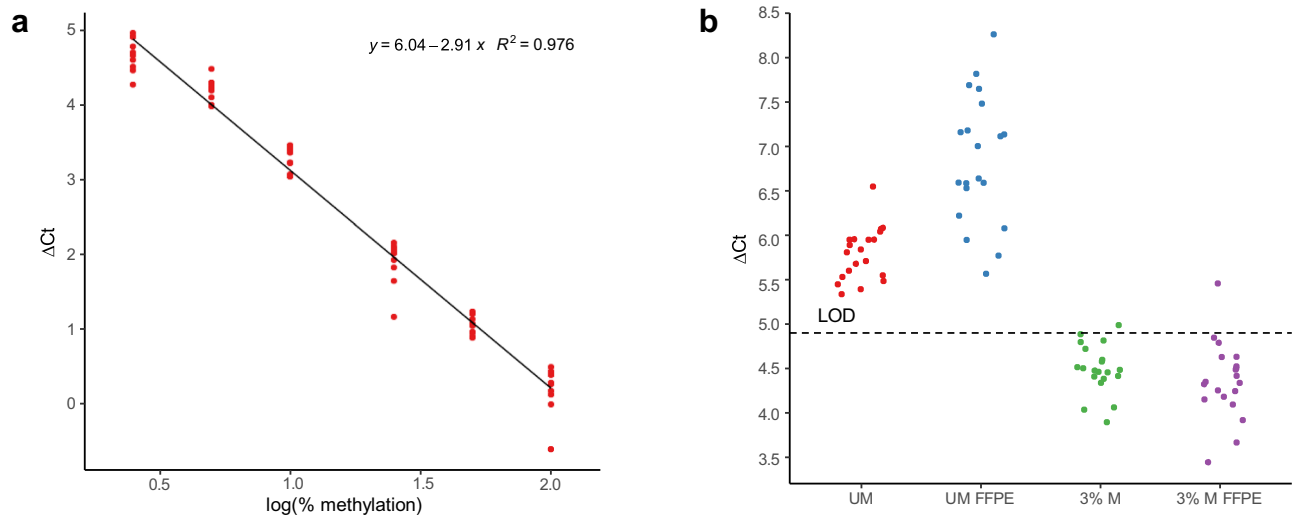 a
y = 6.04 – 2.91 x R² = 0.976
5
4
3
2
1
0
ΔCt
0.5 1.0 1.5 2.0
log(% methylation)
b
8.5
8.0
7.5
7.0
6.5
6.0
5.5
5.0
4.5
4.0
3.5
ΔCt
LOD
UM UM FFPE 3% M 3% M FFPE